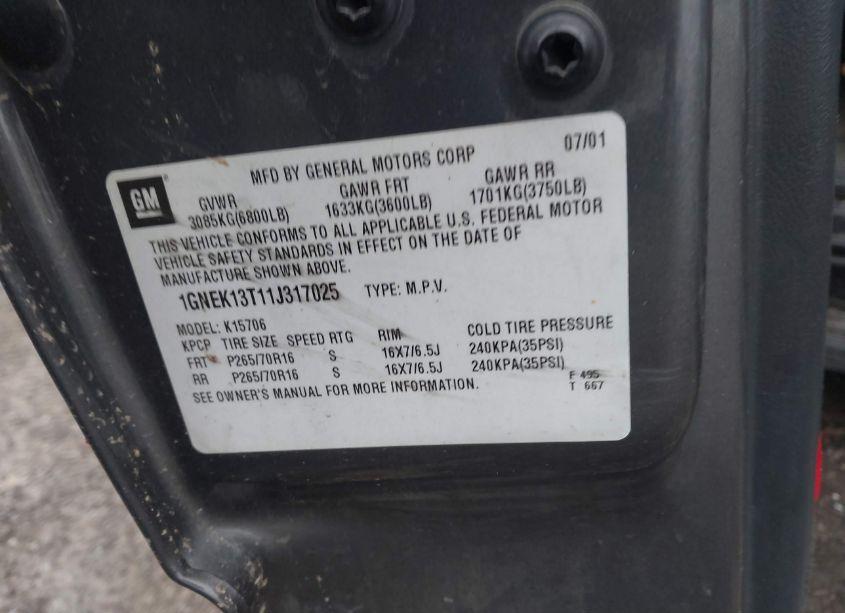 MFD BY GENERAL MOTORS CORP 07/01
GM
GVWR GAWR FRT GAWR RR
3085KG(6800LB) 1633KG(3600LB) 1701KG(3750LB)
THIS VEHICLE CONFORMS TO ALL APPLICABLE U.S. FEDERAL MOTOR
VEHICLE SAFETY STANDARDS IN EFFECT ON THE DATE OF
MANUFACTURE SHOWN ABOVE.
1GNEK13T11J317025 TYPE: M.P.V.
MODEL: K15706
KPCP TIRE SIZE SPEED RTG RIM COLD TIRE PRESSURE
FRT P265/70R16 S 16X7/6.5J 240KPA(35PSI)
RR P265/70R16 S 16X7/6.5J 240KPA(35PSI)
SEE OWNER'S MANUAL FOR MORE INFORMATION.
F 495
T 667